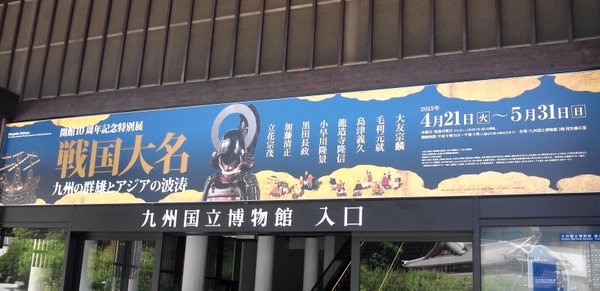 開館10周年記念特別展
戦国大名
九州の群雄とアジアの波涛
大友宗麟
毛利元就
島津義久
龍造寺隆信
小早川隆景
黒田長政
加藤清正
立花宗茂
2015年
4月21日㊋～5月31日㊐
九州国立博物館 入口